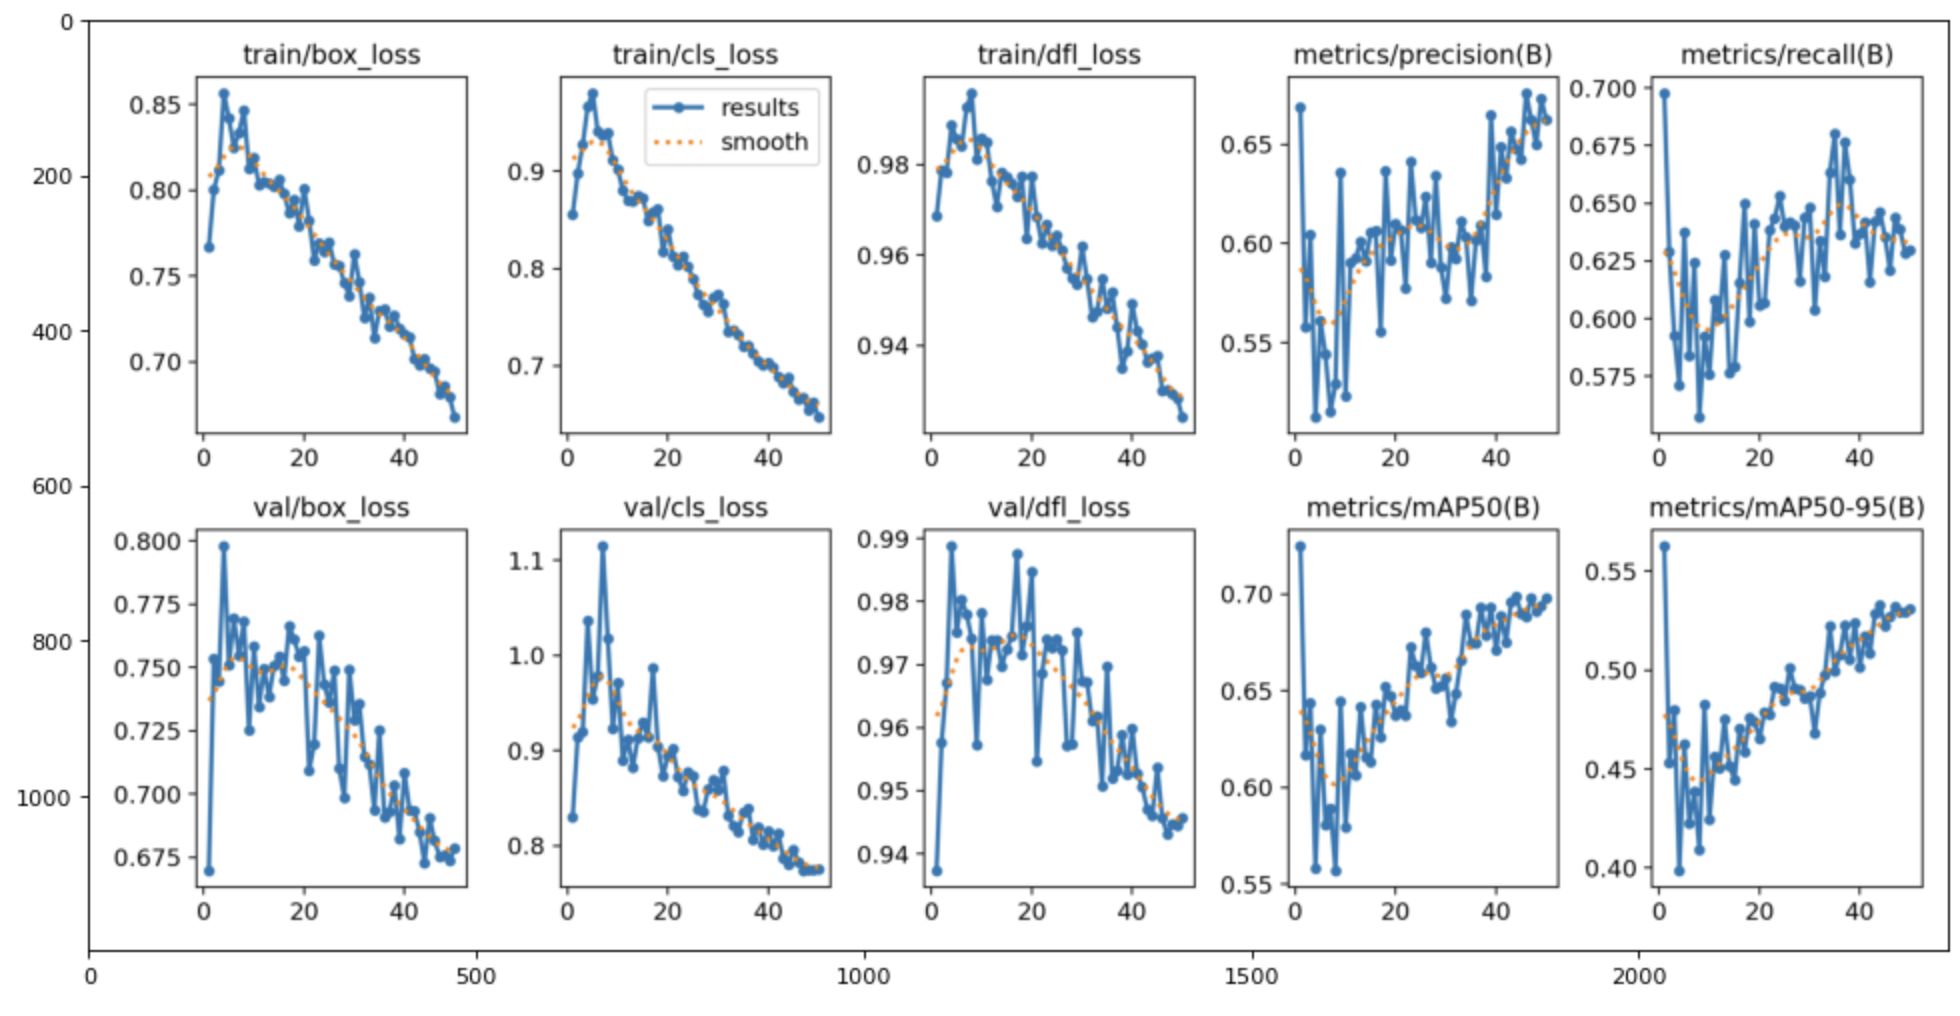 0
200
400
600
800
1000
0 500 1000 1500 2000
train/box_loss
0.85
0.80
0.75
0.70
0 20 40
train/cls_loss
results
smooth
0.9
0.8
0.7
0 20 40
train/dfl_loss
0.98
0.96
0.94
0 20 40
metrics/precision(B)
0.65
0.60
0.55
0 20 40
metrics/recall(B)
0.700
0.675
0.650
0.625
0.600
0.575
0 20 40
val/box_loss
0.800
0.775
0.750
0.725
0.700
0.675
0 20 40
val/cls_loss
1.1
1.0
0.9
0.8
0 20 40
val/dfl_loss
0.99
0.98
0.97
0.96
0.95
0.94
0 20 40
metrics/mAP50(B)
0.70
0.65
0.60
0.55
0 20 40
metrics/mAP50-95(B)
0.55
0.50
0.45
0.40
0 20 40